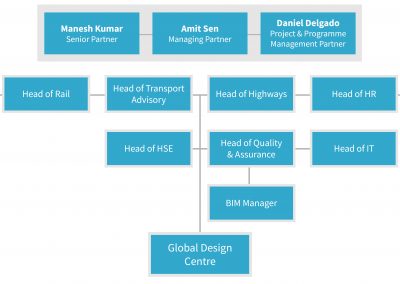 Manesh Kumar
Senior Partner
Amit Sen
Managing Partner
Daniel Delgado
Project & Programme
Management Partner
Head of Rail
Head of Transport
Advisory
Head of Highways
Head of HR
Head of HSE
Head of Quality
& Assurance
Head of IT
BIM Manager
Global Design
Centre